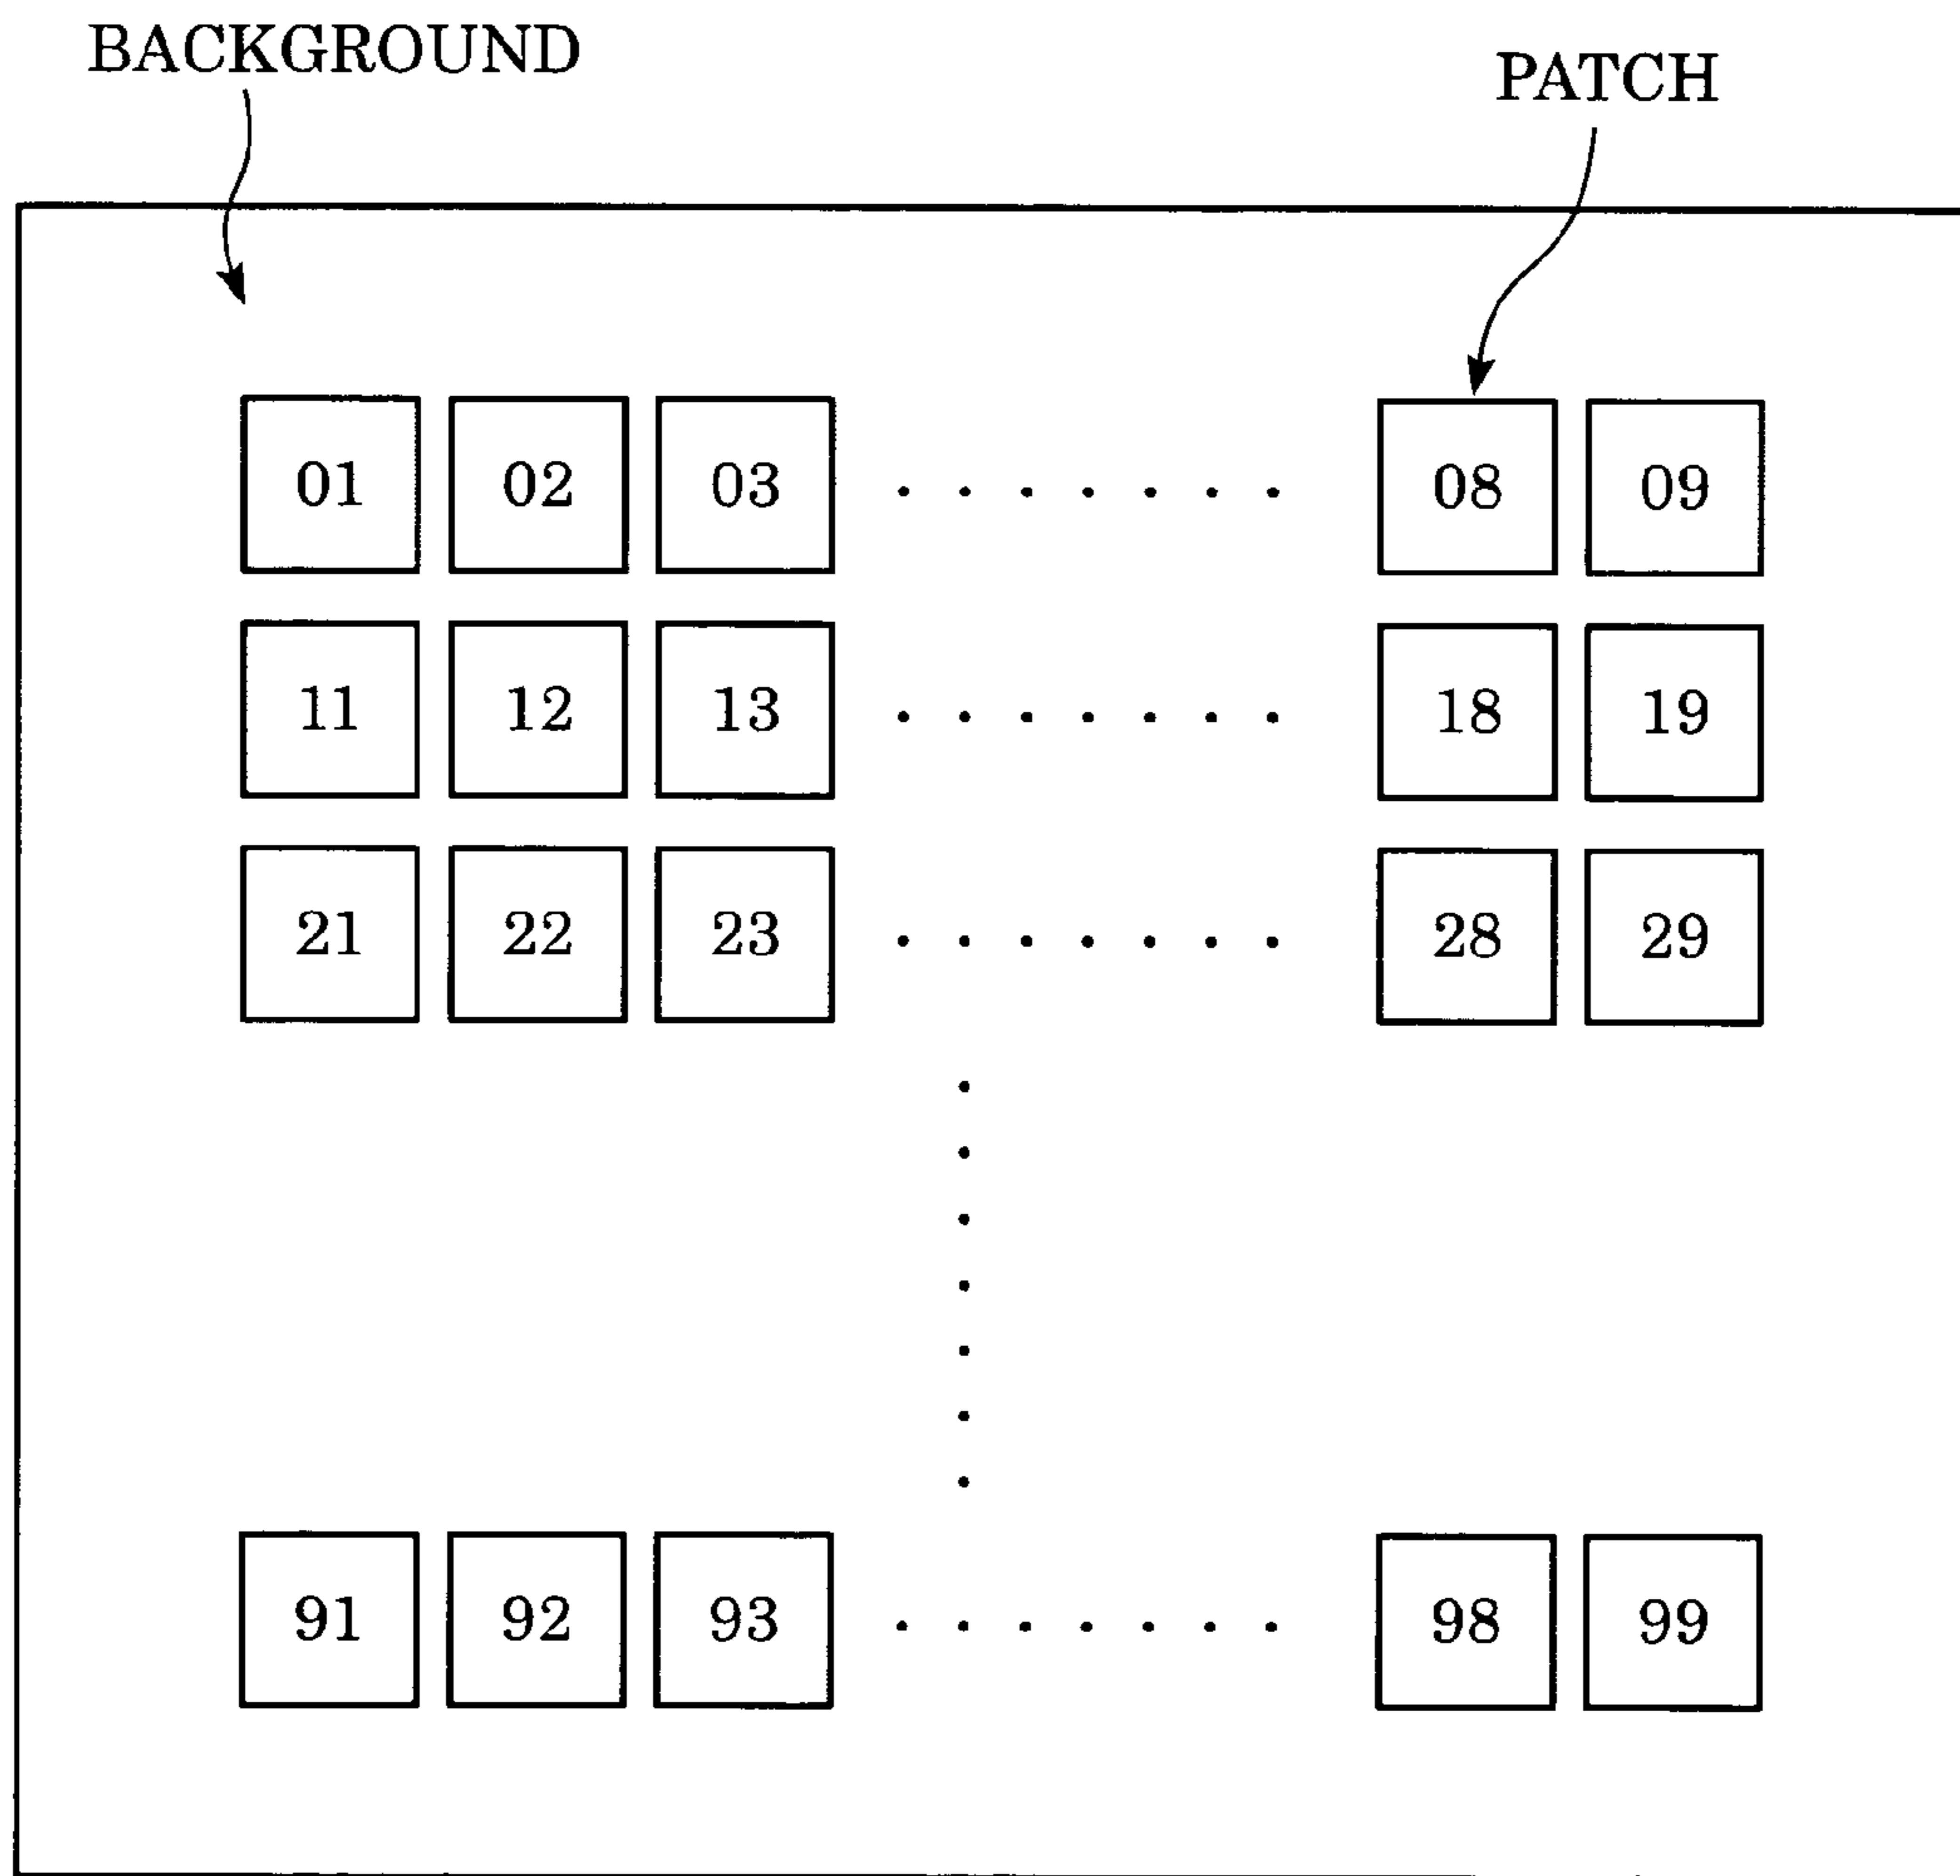 BACKGROUND
PATCH
01 02 03 . . . . . . . 08 09
11 12 13 . . . . . . . 18 19
21 22 23 . . . . . . . 28 29
.
.
.
.
.
.
.
91 92 93 . . . . . . . 98 99